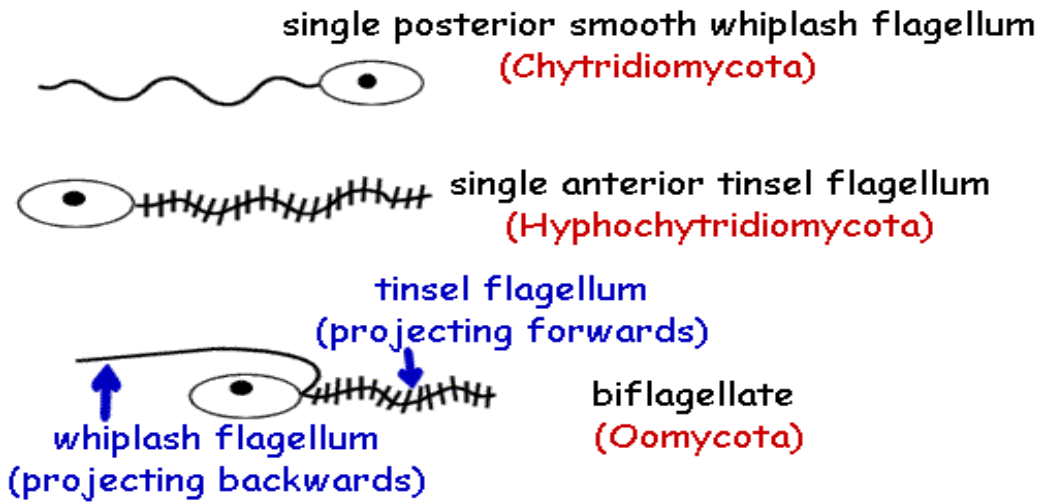 single posterior smooth whiplash flagellum
(Chytridiomycota)
single anterior tinsel flagellum
(Hyphochytridiomycota)
tinsel flagellum
(projecting forwards)
biflagellate
(Oomycota)
whiplash flagellum
(projecting backwards)